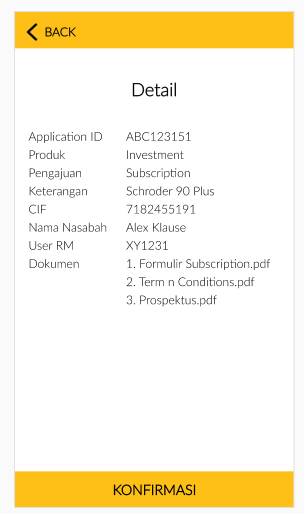 BACK
Detail
Application ID ABC123151
Produk Investment
Pengajuan Subscription
Keterangan Schroder 90 Plus
CIF 7182455191
Nama Nasabah Alex Klause
User RM XY1231
Dokumen 1. Formulir Subscription.pdf
2. Term n Conditions.pdf
3. Prospektus.pdf
KONFIRMASI